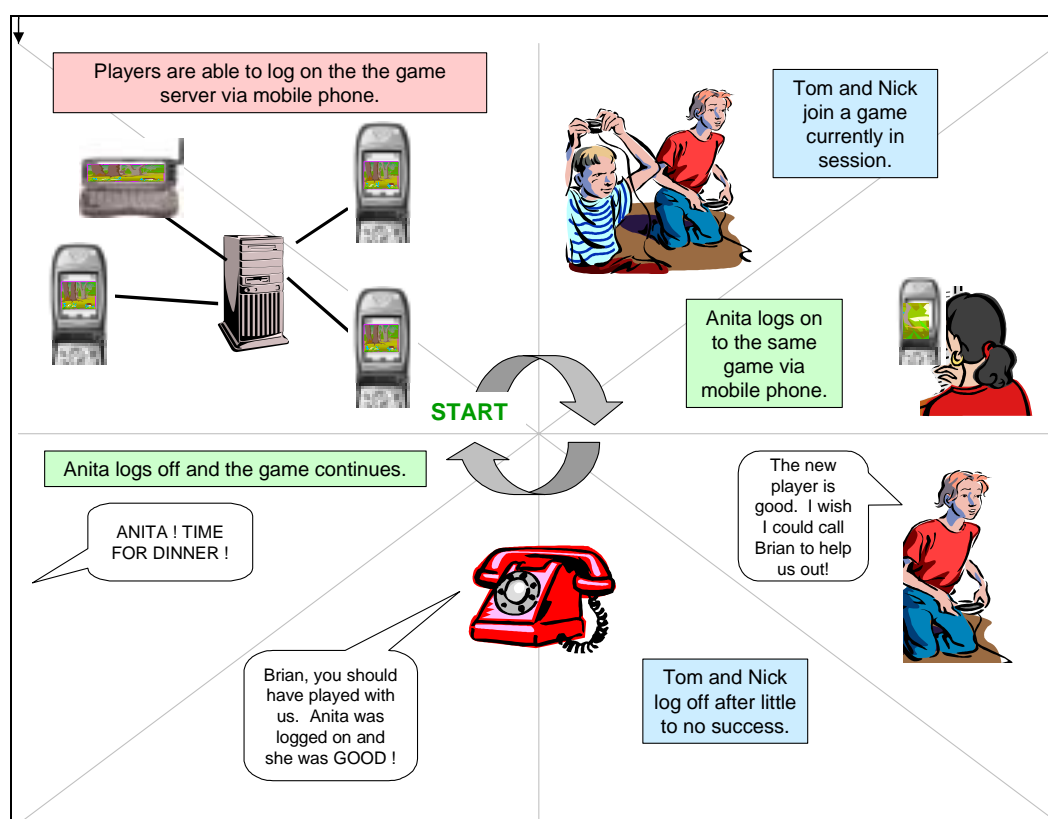 Players are able to log on the the game
server via mobile phone.
Tom and Nick
join a game
currently in
session.
Anita logs on
to the same
game via
mobile phone.
START
The new
player is
good.  I wish
I could call
Brian to help
us out!
Tom and Nick
log off after little
to no success.
Brian, you should
have played with
us.  Anita was
logged on and
she was GOOD !
Anita logs off and the game continues.
ANITA ! TIME
FOR DINNER !